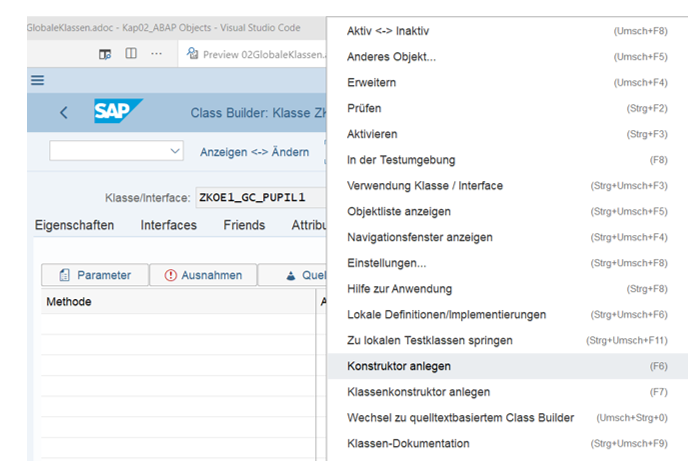 GlobaleKlassen.adoc - Kap02_ABAP Objects - Visual Studio Code
Preview 02GlobaleKlassen.
SAP
Class Builder: Klasse
Anzeigen <-> Ändern
Klasse/Interface: ZKOE1_GC_PUPIL1
Eigenschaften Interfaces Friends
Parameter Ausnahmen
Methode
Aktiv <-> Inaktiv (Umsch+F8)
Anderes Objekt... (Umsch+F5)
Erweitern (Umsch+F4)
Prüfen (Strg+F2)
Aktivieren (Strg+F3)
In der Testumgebung (F8)
Verwendung Klasse / Interface (Strg+Umsch+F3)
Objektliste anzeigen (Strg+Umsch+F5)
Navigationsfenster anzeigen (Strg+Umsch+F4)
Einstellungen... (Strg+Umsch+F8)
Hilfe zur Anwendung (Strg+F8)
Lokale Definitionen/Implementierungen (Strg+Umsch+F6)
Zu lokalen Testklassen springen (Strg+Umsch+F11)
Konstruktor anlegen (F6)
Klassenkonstruktor anlegen (F7)
Wechsel zu quelltextbasiertem Class Builder (Umsch+Strg+0)
Klassen-Dokumentation (Strg+Umsch+F9)